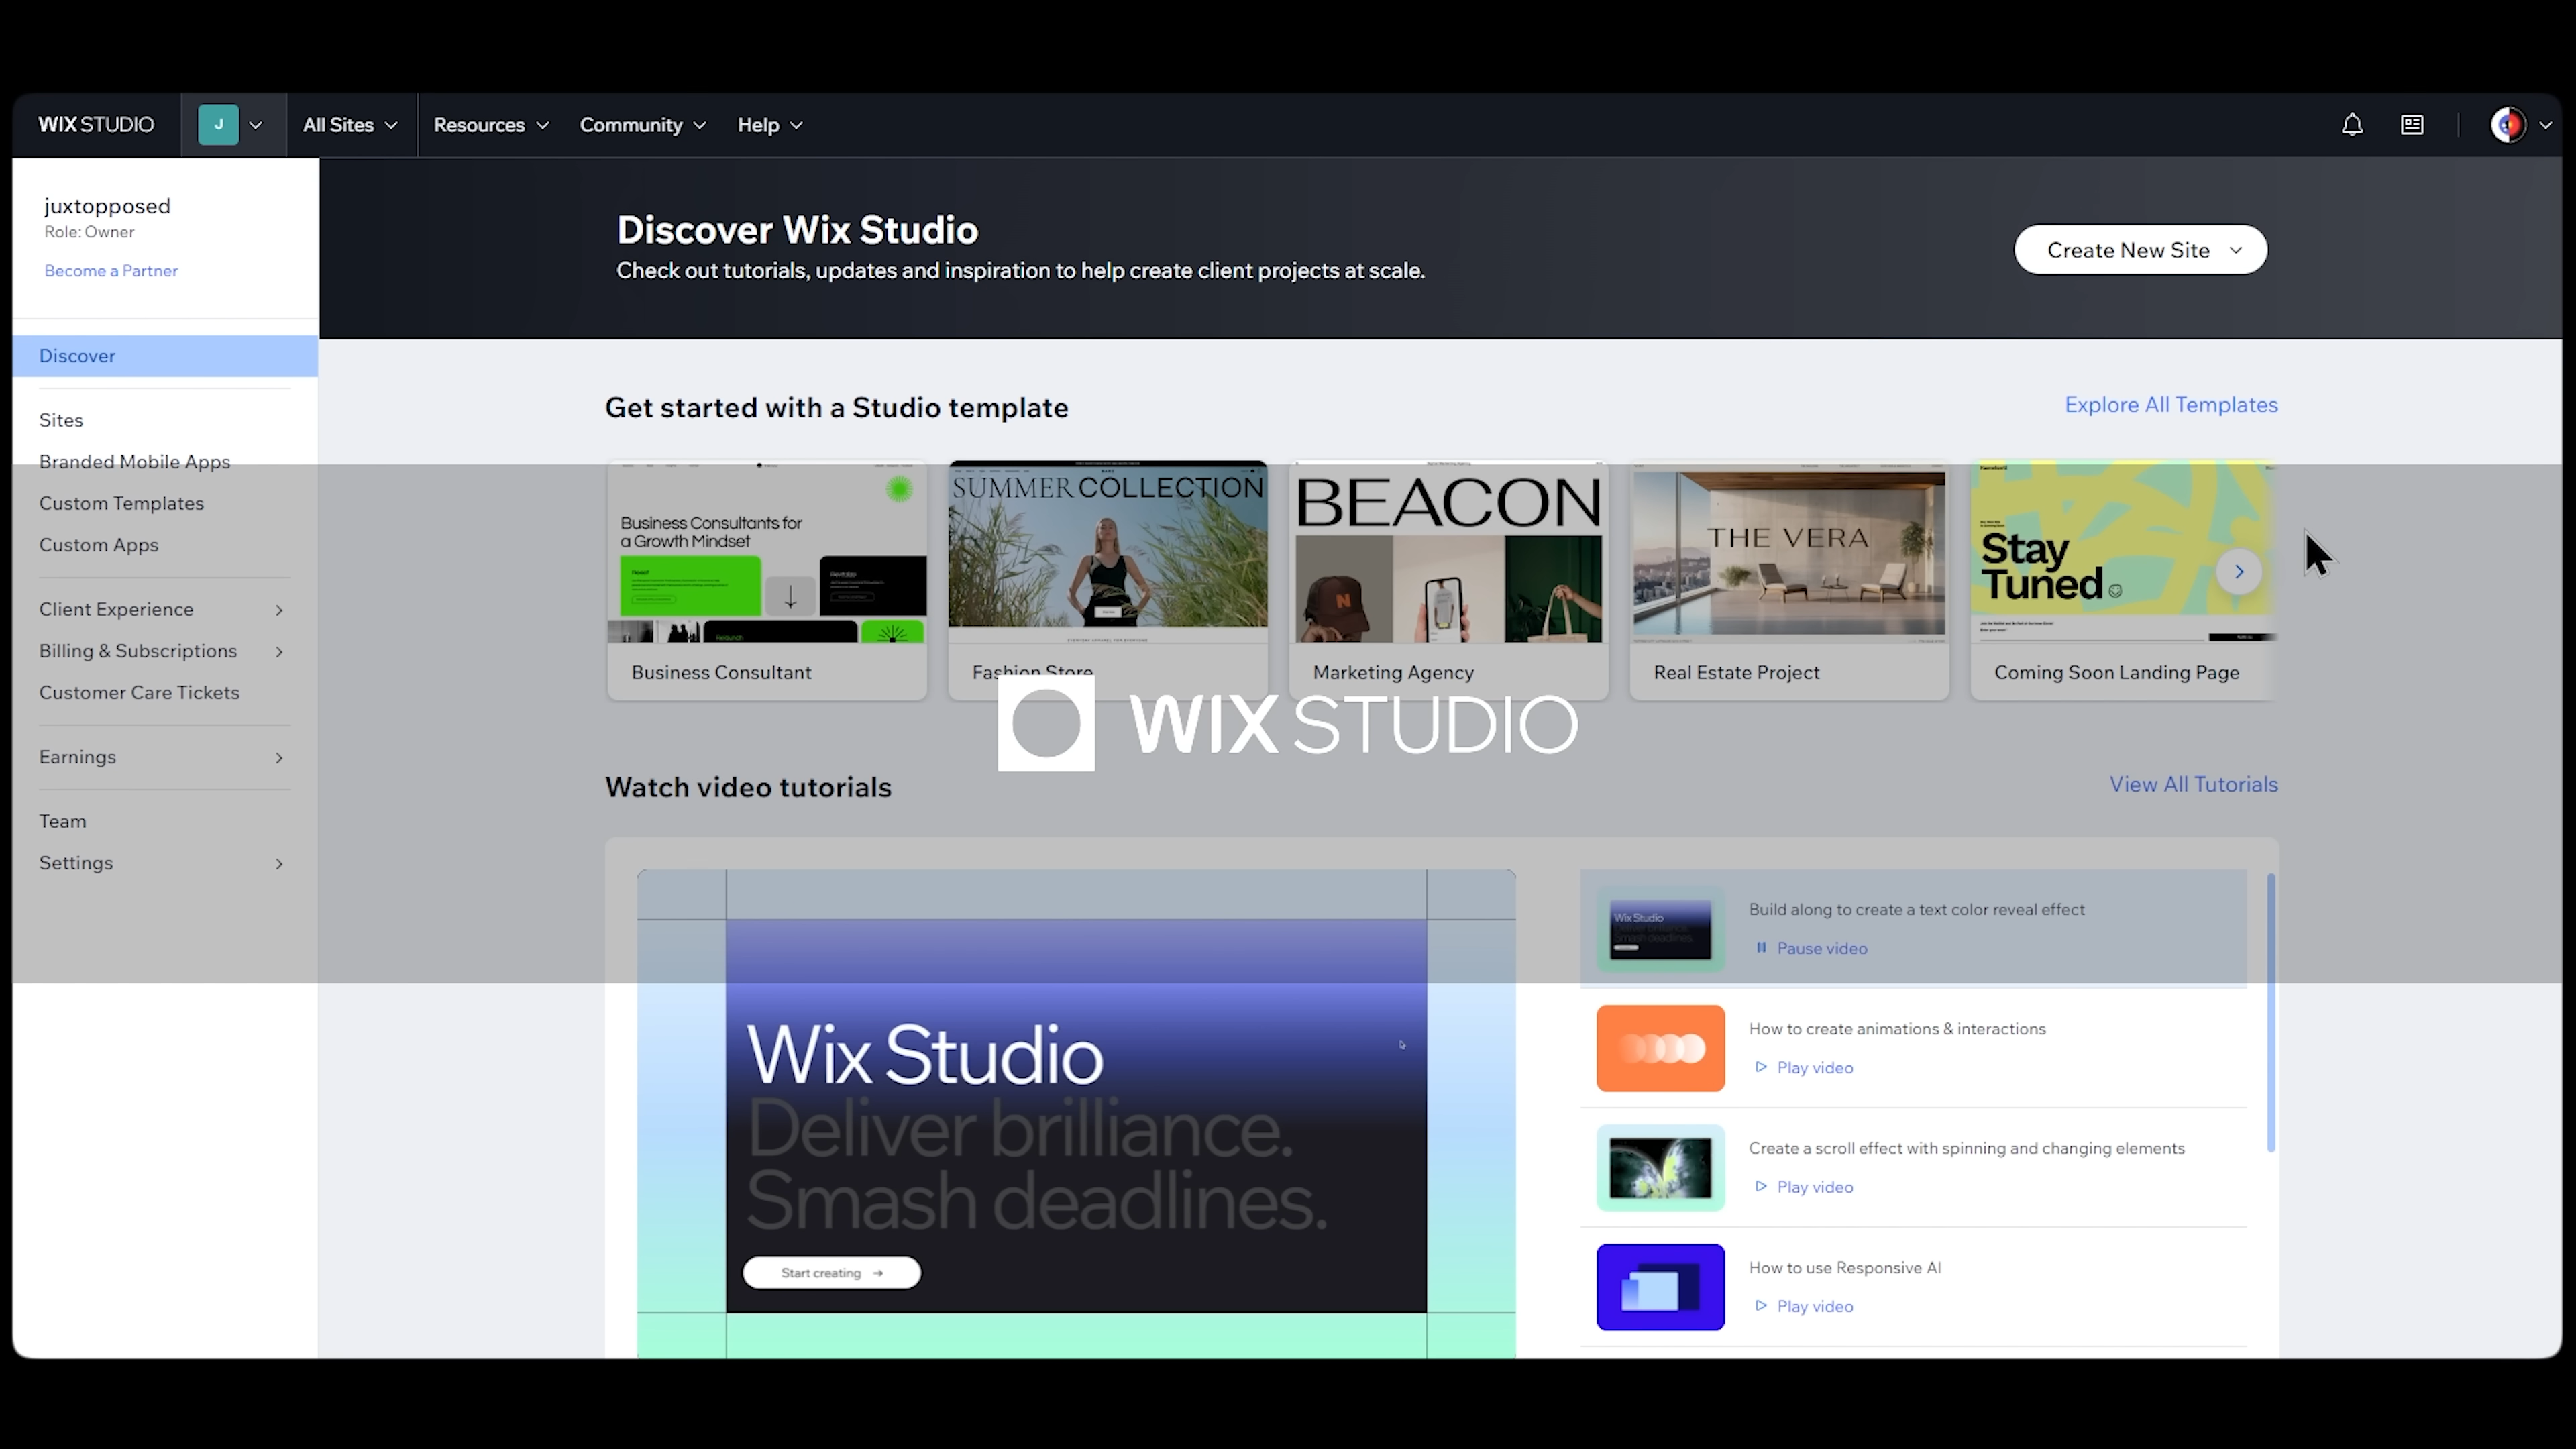 WIX STUDIO
J
All Sites
Resources
Community
Help
juxtopposed
Role: Owner
Become a Partner
Discover
Sites
Branded Mobile Apps
Custom Templates
Custom Apps
Client Experience
Billing & Subscriptions
Customer Care Tickets
Earnings
Team
Settings
Discover Wix Studio
Check out tutorials, updates and inspiration to help create client projects at scale.
Create New Site
Get started with a Studio template
Explore All Templates
Business Consultants for
a Growth Mindset
Business Consultant
SUMMER COLLECTION
Fashion Store
BEACON
N
Marketing Agency
THE VERA
Real Estate Project
Stay
Tuned
Coming Soon Landing Page
WIX STUDIO
Watch video tutorials
View All Tutorials
Wix Studio
Deliver brilliance.
Smash deadlines.
Start creating
Wix Studio
Deliver brilliance.
Smash deadlines.
Build along to create a text color reveal effect
Pause video
How to create animations & interactions
Play video
Create a scroll effect with spinning and changing elements
Play video
How to use Responsive AI
Play video